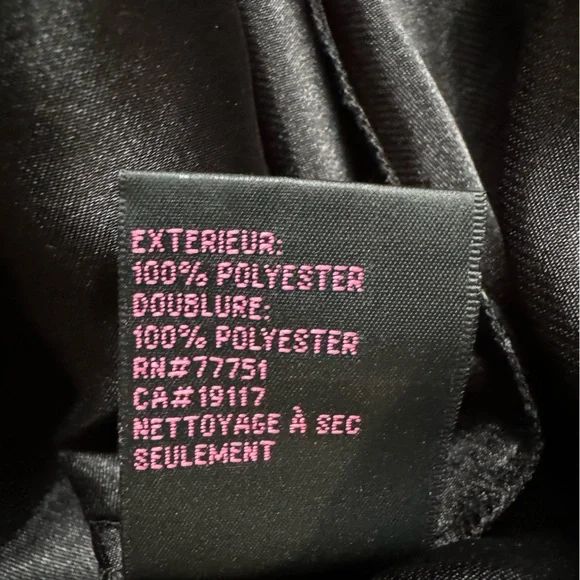 EXTERIEUR:
100% POLYESTER
DOUBLURE:
100% POLYESTER
RN#77751
CA#19117
NETTOYAGE À SEC
SEULEMENT